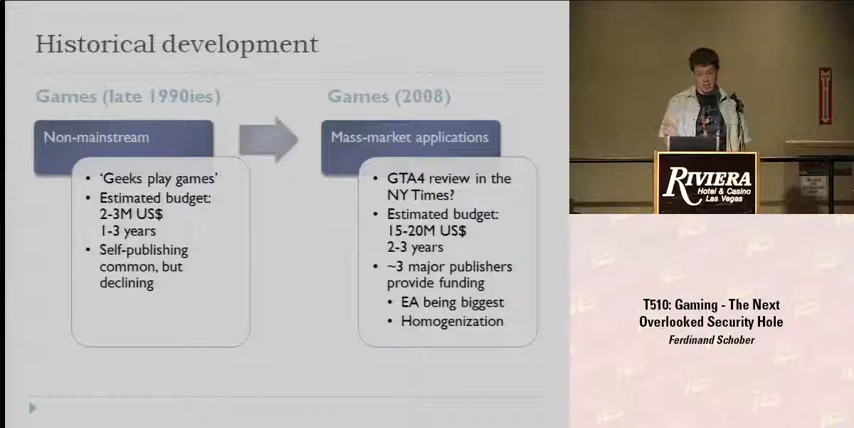 Historical development
Games (late 1990ies)
Non-mainstream
• 'Geeks play games'
• Estimated budget:
2-3M US$
1-3 years
• Self-publishing
common, but
declining
Games (2008)
Mass-market applications
• GTA4 review in the
NY Times?
• Estimated budget:
15-20M US$
2-3 years
• ~3 major publishers
provide funding
• EA being biggest
• Homogenization
RIVIERA
Hotel & Casino
Las Vegas
T510: Gaming - The Next
Overlooked Security Hole
Ferdinand Schober